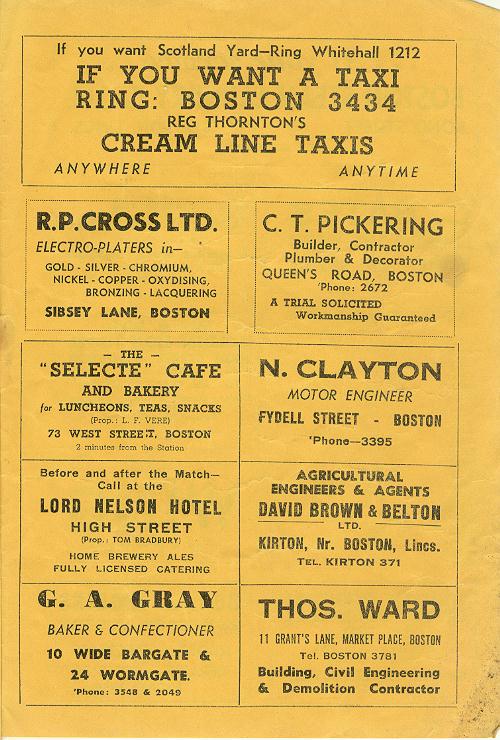 If you want Scotland Yard—Ring Whitehall 1212
IF YOU WANT A TAXI
RING: BOSTON 3434
REG THORNTON'S
CREAM LINE TAXIS
ANYWHERE ANYTIME
R.P. CROSS LTD.
ELECTRO-PLATERS in—
GOLD - SILVER - CHROMIUM,
NICKEL - COPPER - OXYDISING,
BRONZING - LACQUERING
SIBSEY LANE, BOSTON
C. T. PICKERING
Builder, Contractor
Plumber & Decorator
QUEEN'S ROAD, BOSTON
'Phone: 2672
A TRIAL SOLICITED
Workmanship Guaranteed
— THE —
"SELECTE" CAFE
AND BAKERY
for LUNCHEONS, TEAS, SNACKS
(Prop.: L. F. VERE)
73 WEST STREET, BOSTON
2 minutes from the Station
N. CLAYTON
MOTOR ENGINEER
FYDELL STREET - BOSTON
'Phone—3395
Before and after the Match—
Call at the
LORD NELSON HOTEL
HIGH STREET
(Prop.: TOM BRADBURY)
HOME BREWERY ALES
FULLY LICENSED CATERING
AGRICULTURAL
ENGINEERS & AGENTS
DAVID BROWN & BELTON
LTD.
KIRTON, Nr. BOSTON, Lincs.
TEL. KIRTON 371
G. A. GRAY
BAKER & CONFECTIONER
10 WIDE BARGATE &
24 WORMGATE.
'Phone: 3548 & 2049
THOS. WARD
11 GRANT'S LANE, MARKET PLACE, BOSTON
Tel. BOSTON 3781
Building, Civil Engineering
& Demolition Contractor